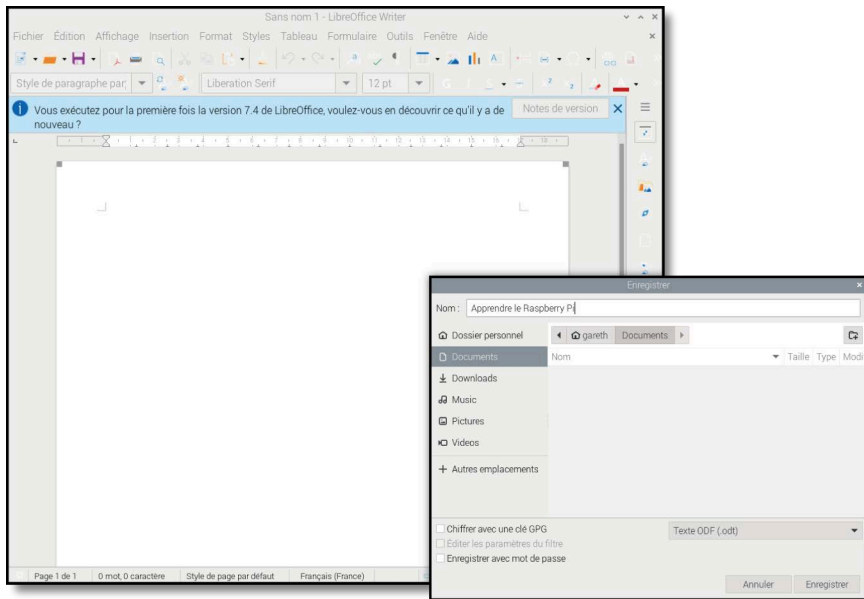 Sans nom 1 - LibreOffice Writer
Fichier Édition Affichage Insertion Format Styles Tableau Formulaire Outils Fenêtre Aide
Style de paragraphe par Liberation Serif 12 pt
Vous exécutez pour la première fois la version 7.4 de LibreOffice, voulez-vous en découvrir ce qu'il y a de nouveau ?
Notes de version
Enregistrer
Nom : Apprendre le Raspberry Pi
Dossier personnel
gareth Documents
Documents
Nom Taille Type Modi
Downloads
Music
Pictures
Videos
Autres emplacements
Chiffrer avec une clé GPG
Texte ODF (.odt)
Éditer les paramètres du filtre
Enregistrer avec mot de passe
Annuler Enregistrer
Page 1 de 1 0 mot, 0 caractère Style de page par défaut Français (France)